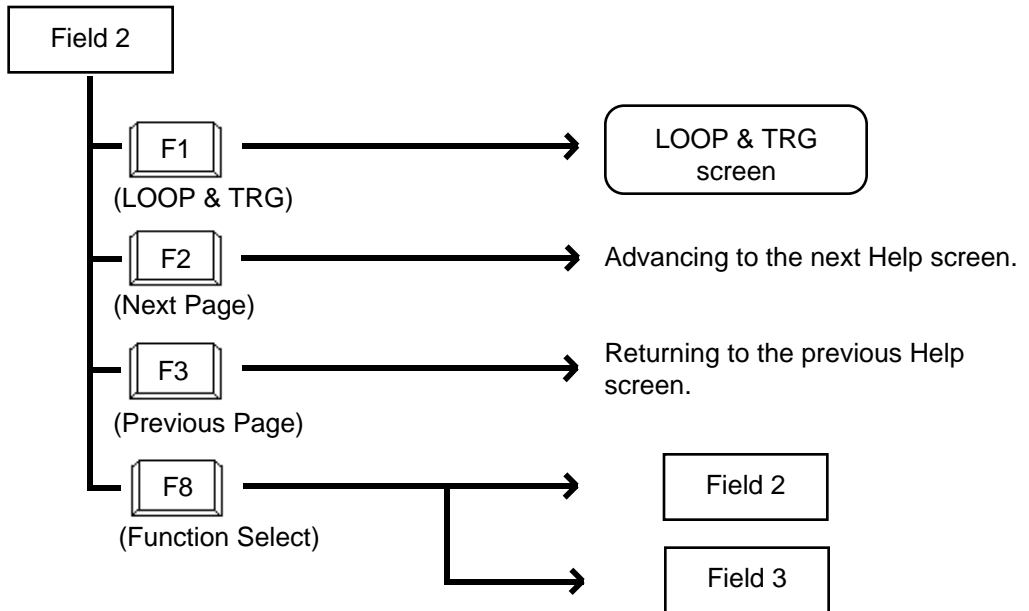 Field 2
F1
(LOOP & TRG)
LOOP & TRG
screen
F2
(Next Page)
Advancing to the next Help screen.
F3
(Previous Page)
Returning to the previous Help
screen.
F8
(Function Select)
Field 2
Field 3